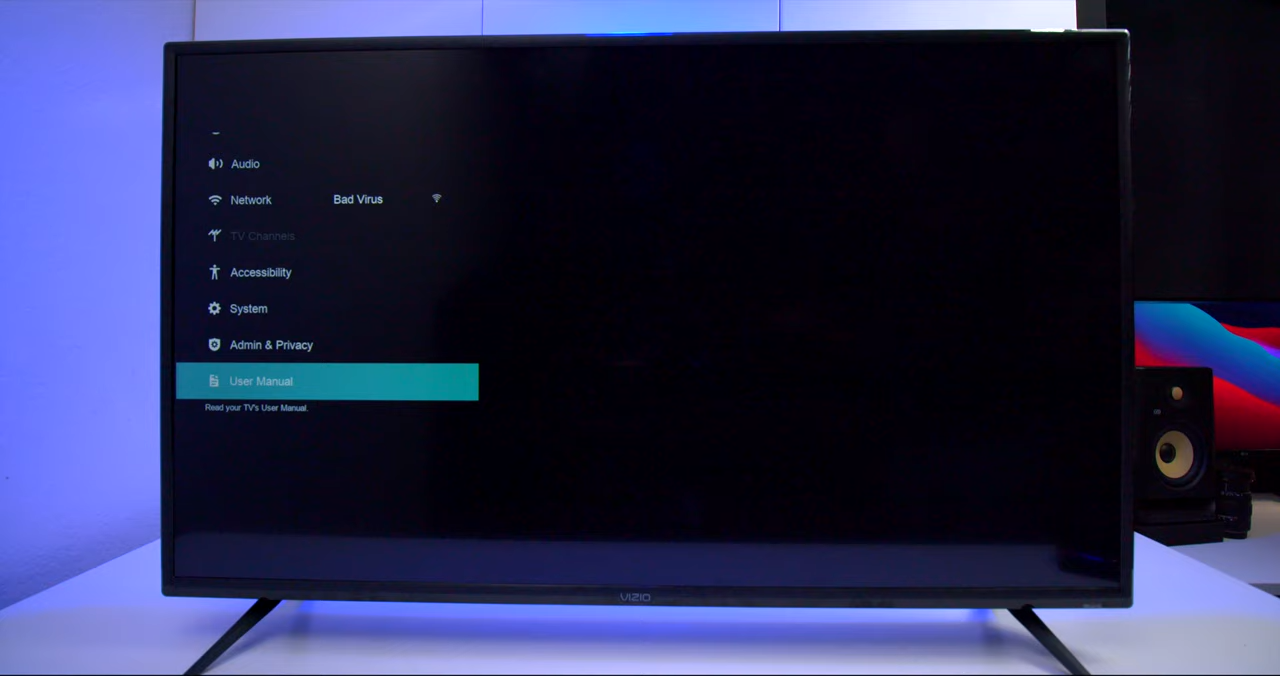 Audio
Network Bad Virus
TV Channels
Accessibility
System
Admin & Privacy
User Manual
Read your TV's User Manual.
VIZIO